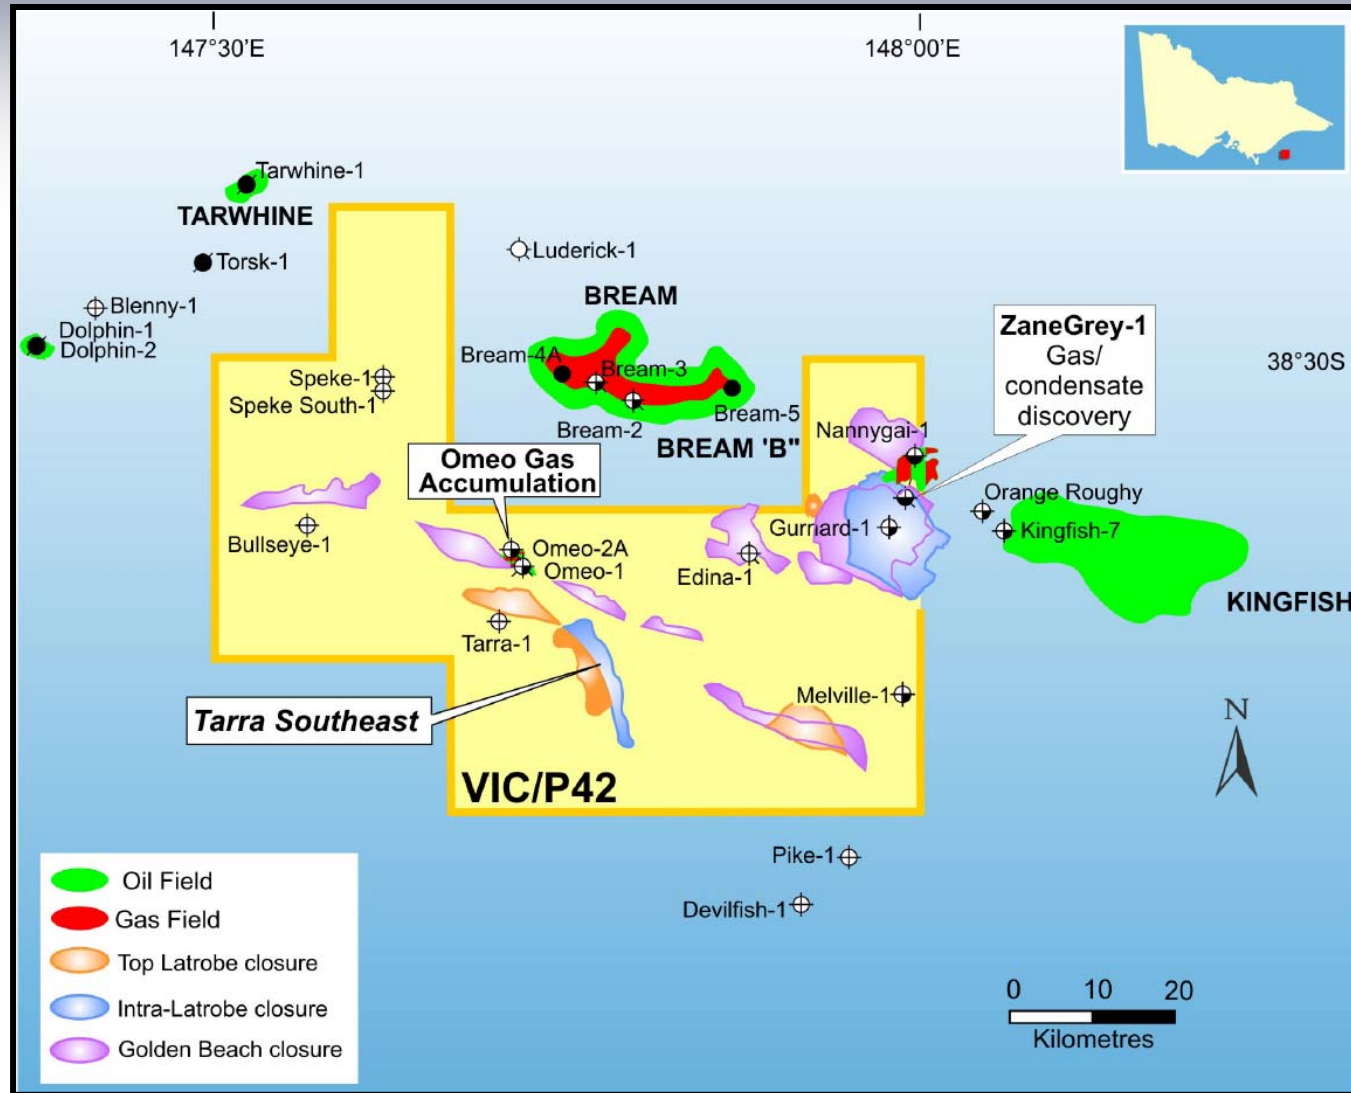 147°30'E
148°00'E
Tarwhine-1
TARWHINE
Torsk-1
Luderick-1
Blenny-1
Dolphin-1
Dolphin-2
BREAM
ZaneGrey-1
Gas/
condensate
discovery
38°30S
Bream-4A
Bream-3
Speke-1
Speke South-1
Bream-5
Bream-2
BREAM 'B"
Nannygai-1
Omeo Gas
Accumulation
Orange Roughy
Gurnard-1
Kingfish-7
Bullseye-1
Omeo-2A
Omeo-1
Edina-1
KINGFISH
Tarra-1
Melville-1
Tarra Southeast
N
VIC/P42
Pike-1
Devilfish-1
Oil Field
Gas Field
Top Latrobe closure
Intra-Latrobe closure
Golden Beach closure
0 10 20
Kilometres